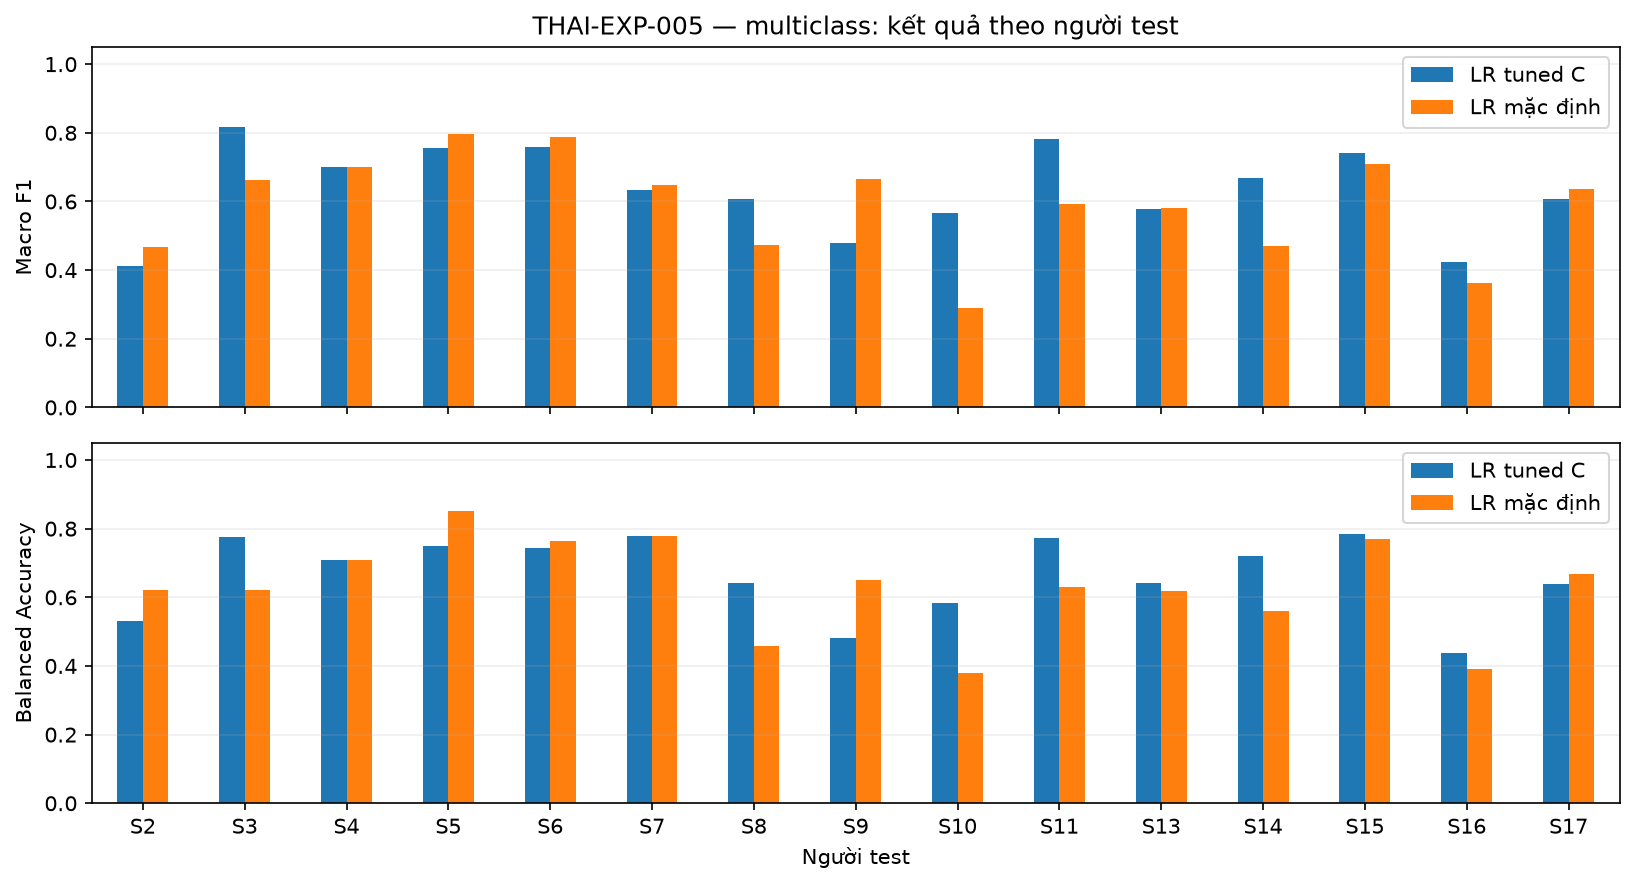 THAI-EXP-005 — multiclass: kết quả theo người test
LR tuned C
LR mặc định
Macro F1
1.0
0.8
0.6
0.4
0.2
0.0
LR tuned C
LR mặc định
Balanced Accuracy
1.0
0.8
0.6
0.4
0.2
0.0
S2 S3 S4 S5 S6 S7 S8 S9 S10 S11 S13 S14 S15 S16 S17
Người test